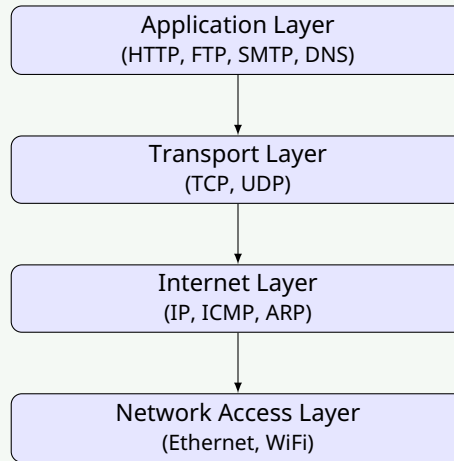 Application Layer
(HTTP, FTP, SMTP, DNS)
Transport Layer
(TCP, UDP)
Internet Layer
(IP, ICMP, ARP)
Network Access Layer
(Ethernet, WiFi)